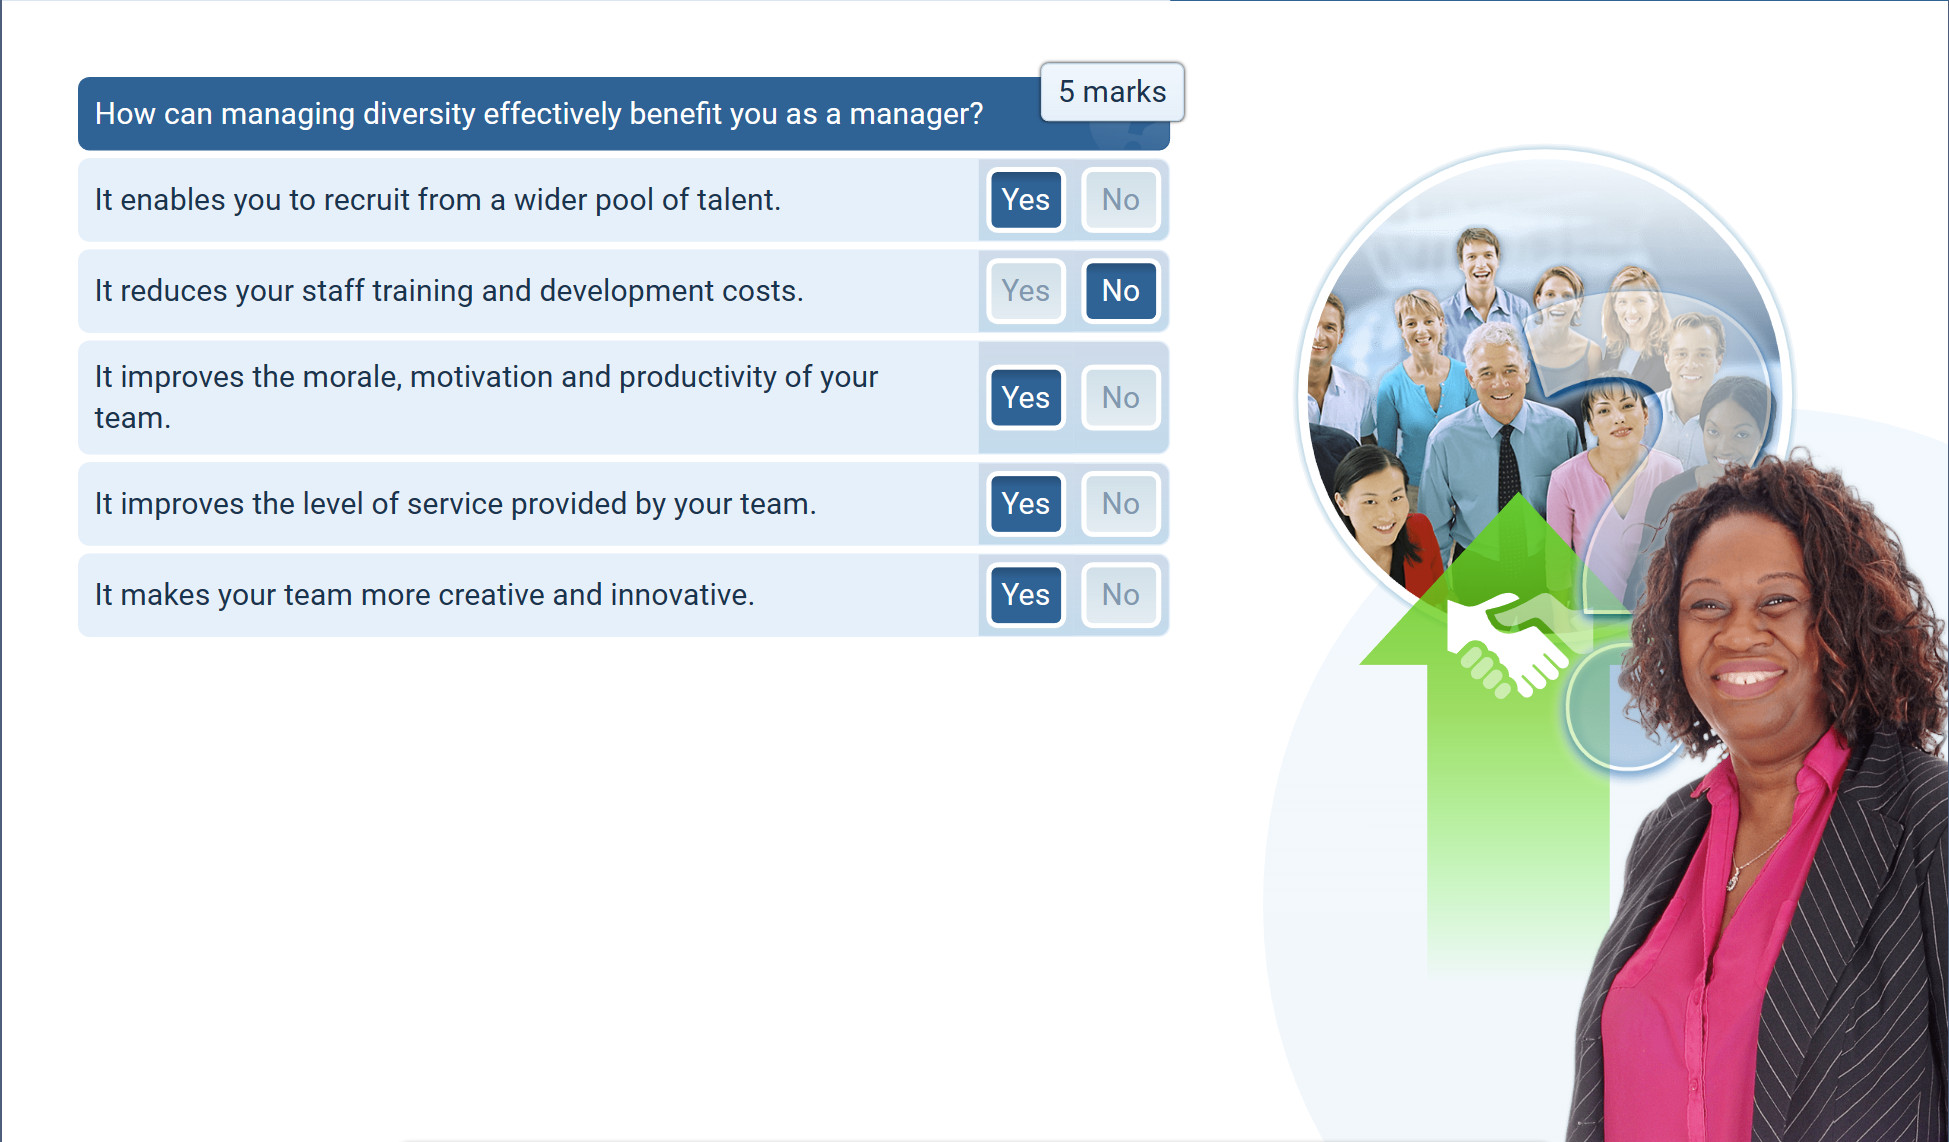 5 marks
How can managing diversity effectively benefit you as a manager?
It enables you to recruit from a wider pool of talent. Yes No
It reduces your staff training and development costs. Yes No
It improves the morale, motivation and productivity of your
team. Yes No
It improves the level of service provided by your team. Yes No
It makes your team more creative and innovative. Yes No